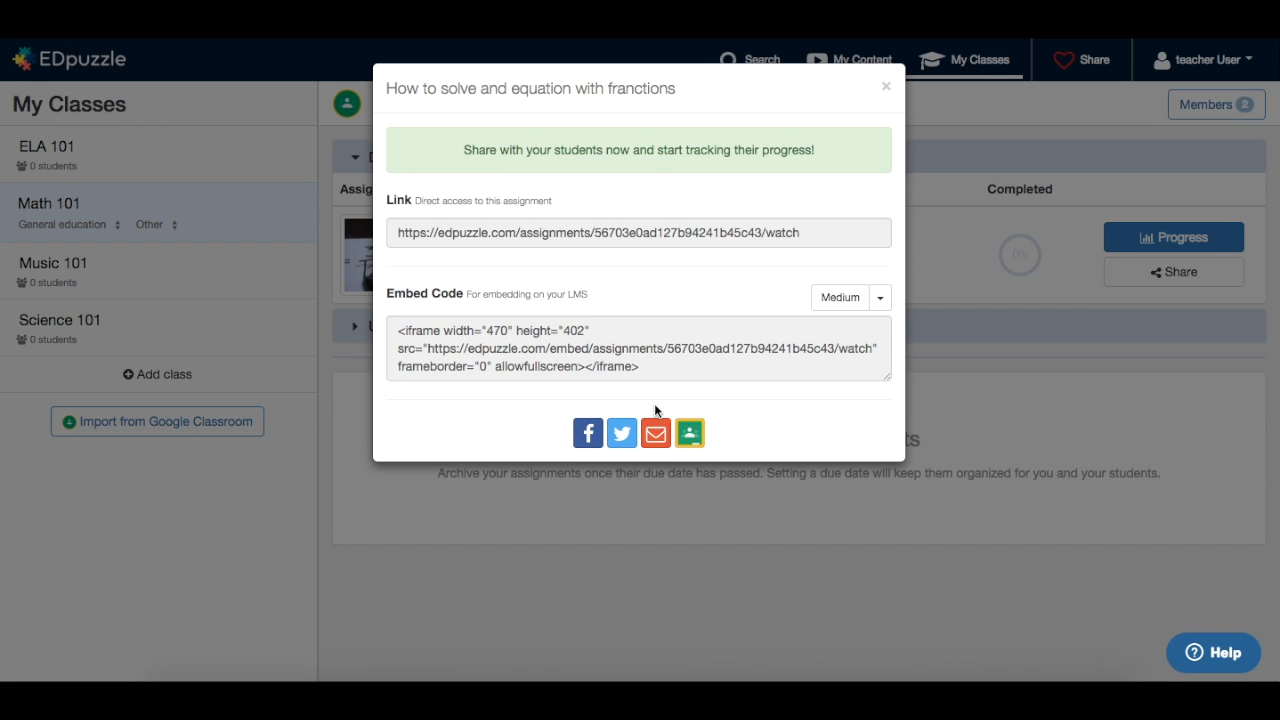 EDpuzzle
Search
My Content
My Classes
Share
teacher User
My Classes
Members 2
ELA 101
0 students
Math 101
General education
Other
Music 101
0 students
Science 101
0 students
Add class
Import from Google Classroom
How to solve and equation with franctions
×
Share with your students now and start tracking their progress!
Link Direct access to this assignment
https://edpuzzle.com/assignments/56703e0ad127b94241b45c43/watch
Embed Code For embedding on your LMS
Medium
<iframe width="470" height="402"
src="https://edpuzzle.com/embed/assignments/56703e0ad127b94241b45c43/watch"
frameborder="0" allowfullscreen></iframe>
Completed
0%
Progress
Share
Archive your assignments once their due date has passed. Setting a due date will keep them organized for you and your students.
Help